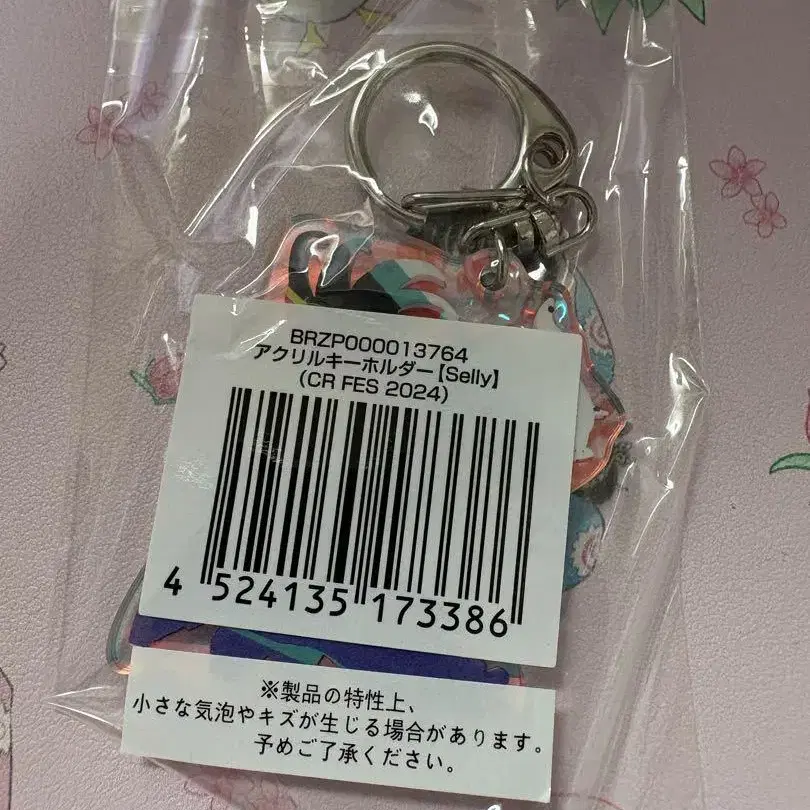 BRZP000013764
アクリルキーホルダー【Selly】
(CR FES 2024)
4 524135 173386
※製品の特性上、
小さな気泡やキズが生じる場合があります。
予めご了承ください。